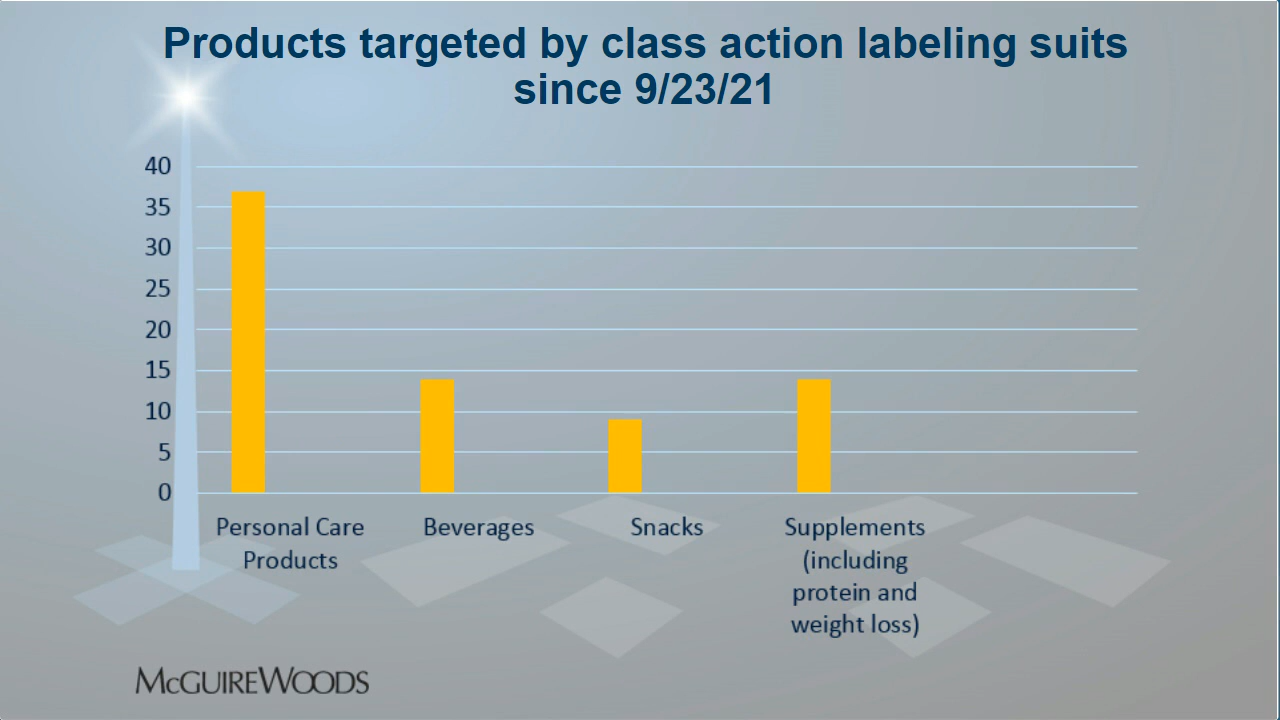 Products targeted by class action labeling suits
since 9/23/21
40
35
30
25
20
15
10
5
0
Personal Care
Products
Beverages
Snacks
Supplements
(including
protein and
weight loss)
McGUIREWOODS